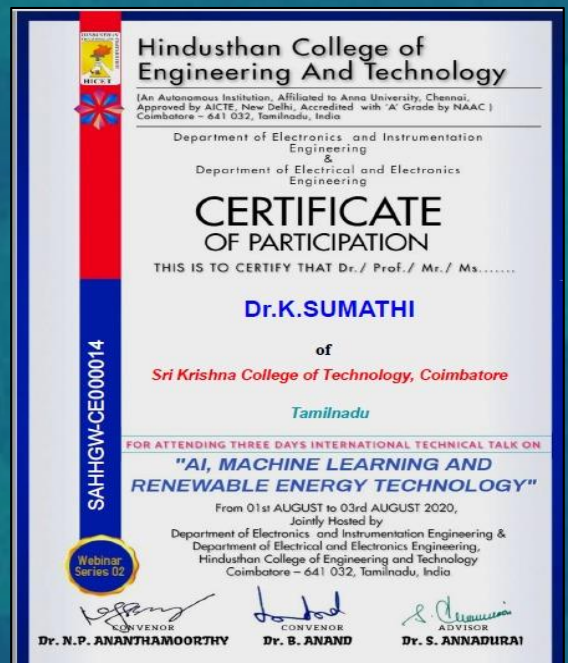 HINDUSTHAN
HICET
Hindusthan College of
Engineering And Technology
(An Autonomous Institution, Affiliated to Anna University, Chennai,
Approved by AICTE, New Delhi, Accredited with 'A' Grade by NAAC )
Coimbatore – 641 032, Tamilnadu, India
Department of Electronics and Instrumentation
Engineering
&
Department of Electrical and Electronics
Engineering
CERTIFICATE
OF PARTICIPATION
THIS IS TO CERTIFY THAT Dr./ Prof./ Mr./ Ms.......
Dr.K.SUMATHI
of
Sri Krishna College of Technology, Coimbatore
Tamilnadu
SAHHGW-CE000014
FOR ATTENDING THREE DAYS INTERNATIONAL TECHNICAL TALK ON
"AI, MACHINE LEARNING AND
RENEWABLE ENERGY TECHNOLOGY"
From 01st AUGUST to 03rd AUGUST 2020,
Jointly Hosted by
Department of Electronics and Instrumentation Engineering &
Department of Electrical and Electronics Engineering,
Hindusthan College of Engineering and Technology
Coimbatore – 641 032, Tamilnadu, India
Webinar
Series 02
CONVENOR
Dr. N.P. ANANTHAMOORTHY
CONVENOR
Dr. B. ANAND
ADVISOR
Dr. S. ANNADURAI